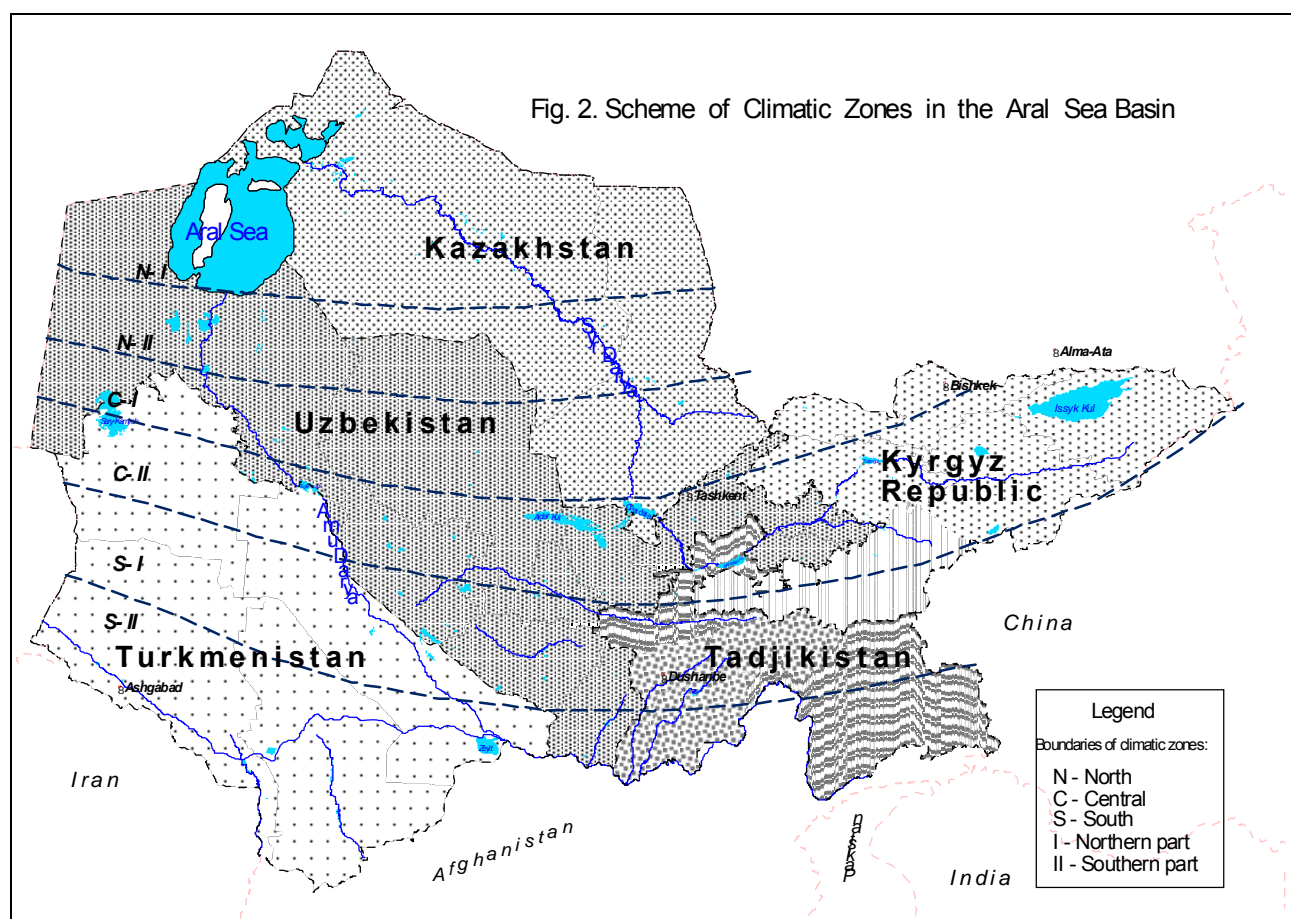 Fig. 2. Scheme of Climatic Zones in the Aral Sea Basin
Aral Sea
Kazakhstan
N- I
Syr Darya
N- II
Alma-Ata
Bishkek
Issyk Kul
C- I
Uzbekistan
Kyrgyz
Republic
C- II
Tashkent
Amu Darya
S- I
China
S- II
Turkmenistan
Tadjikistan
Dushanbe
Ashgabad
Iran
Afghanistan
Pakstan
India
Legend
Boundaries of climatic zones:
N - North
C - Central
S - South
I - Northern part
II - Southern part